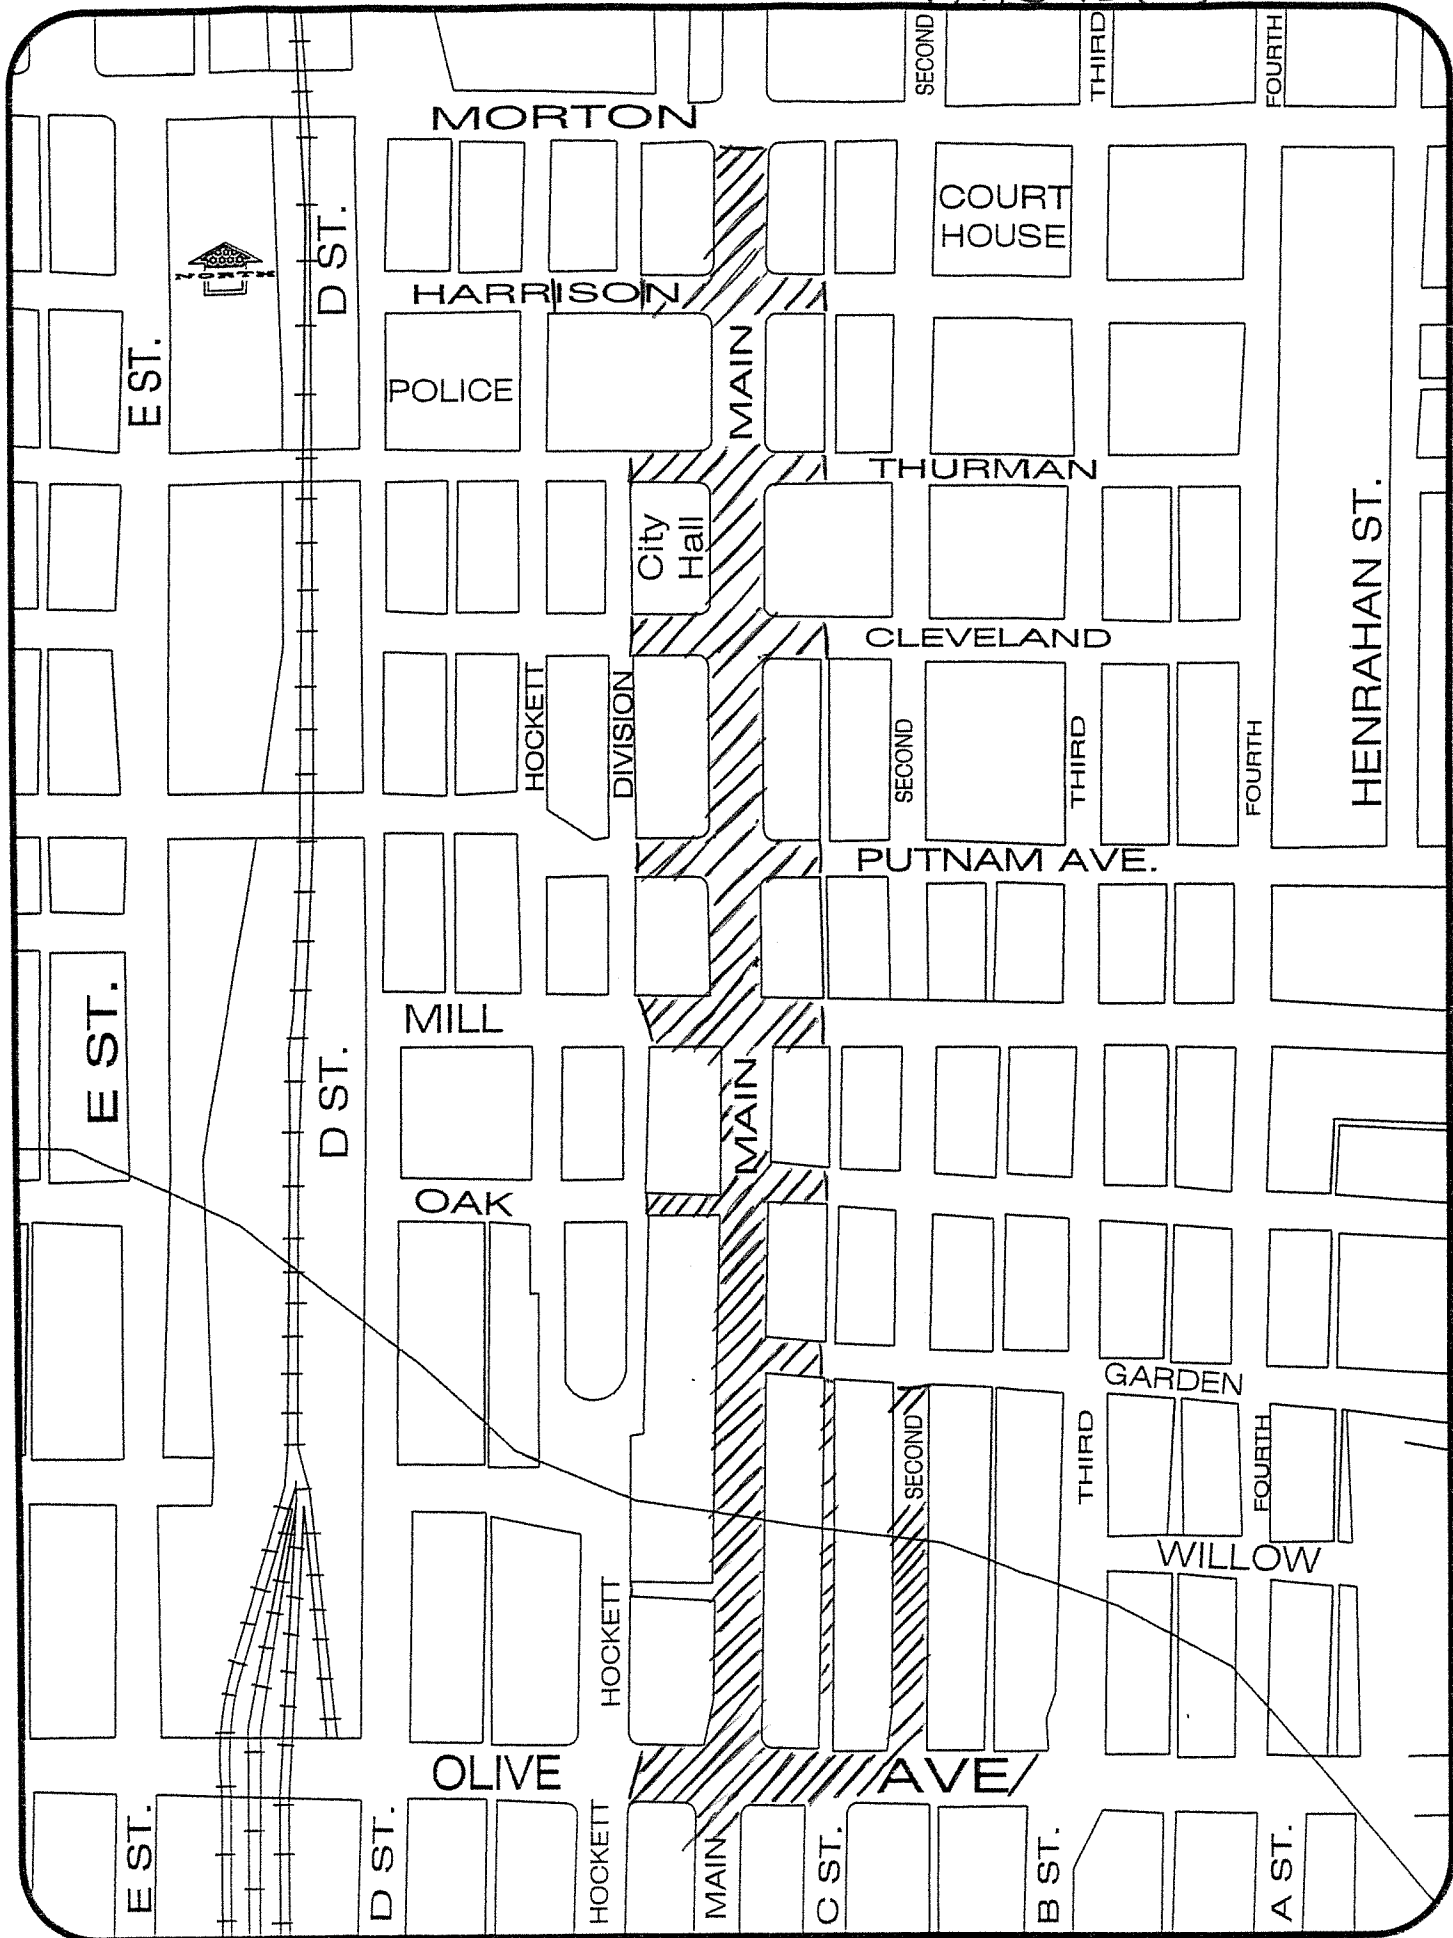 SECOND
THIRD
FOURTH
MORTON
COURT
HOUSE
NORTH
D ST.
HARRISON
E ST.
POLICE
MAIN
THURMAN
City
Hall
HENRAHAN ST.
CLEVELAND
HOCKETT
DIVISION
SECOND
THIRD
FOURTH
PUTNAM AVE.
E ST.
MILL
D ST.
MAIN
OAK
GARDEN
SECOND
THIRD
FOURTH
WILLOW
HOCKETT
OLIVE
AVE
E ST.
D ST.
HOCKETT
MAIN
C ST.
B ST.
A ST.